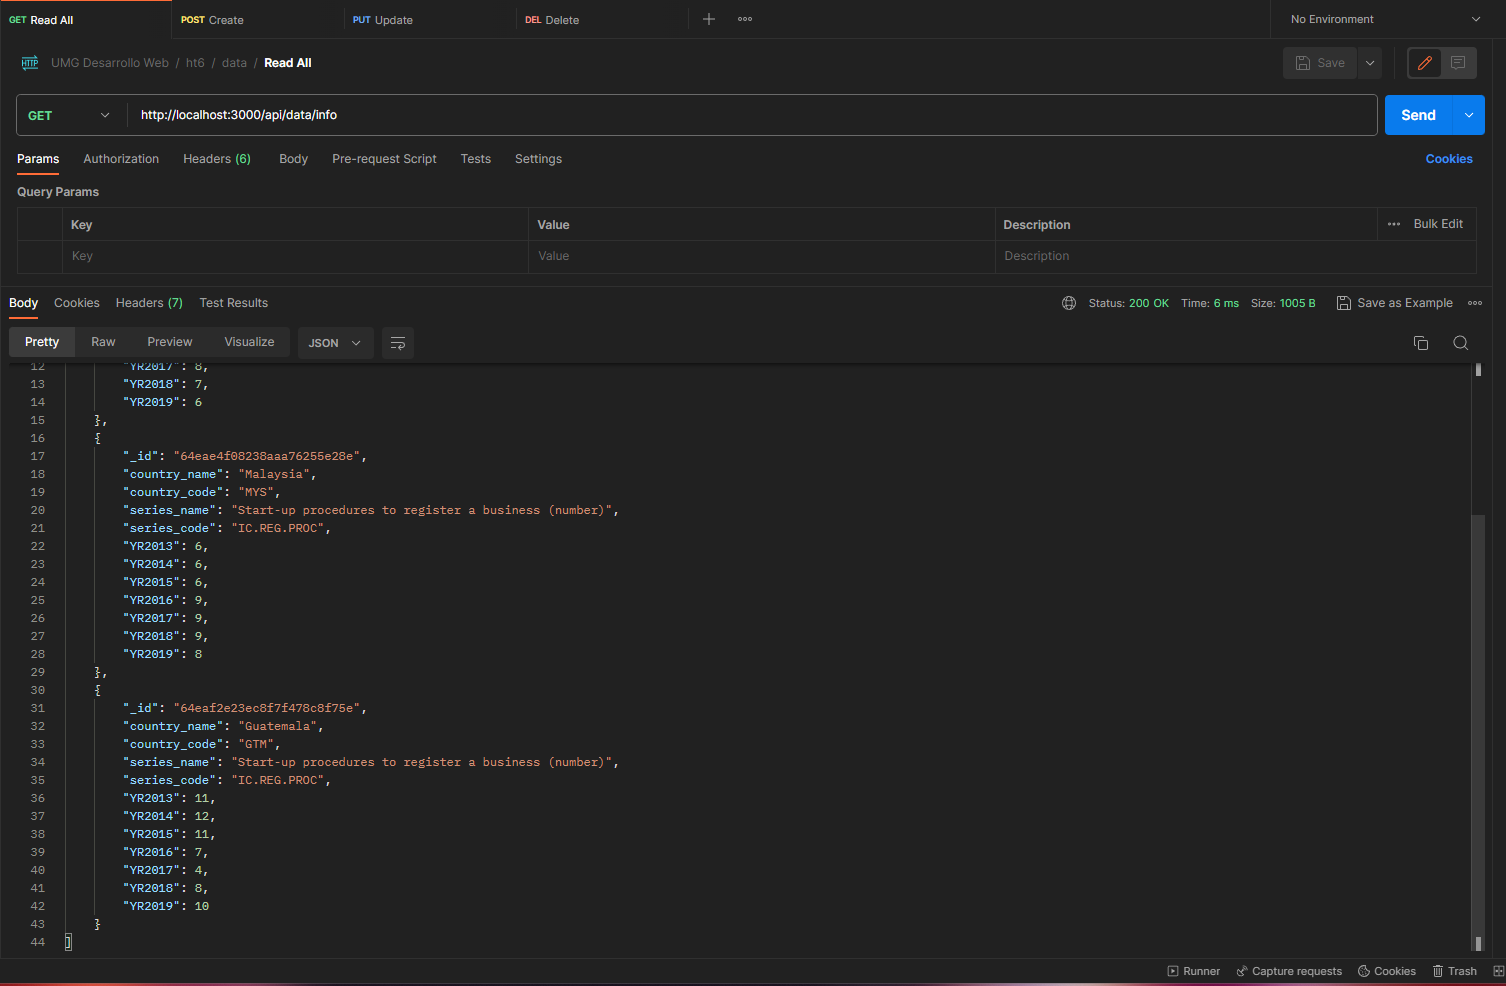 GET Read All POST Create PUT Update DEL Delete No Environment
HTTP UMG Desarrollo Web / ht6 / data / Read All Save
GET http://localhost:3000/api/data/info Send
Params Authorization Headers (6) Body Pre-request Script Tests Settings Cookies
Query Params
Key Value Description Bulk Edit
Key Value Description
Body Cookies Headers (7) Test Results Status: 200 OK Time: 6 ms Size: 1005 B Save as Example
Pretty Raw Preview Visualize JSON
12 "YR2017": 8,
13 "YR2018": 7,
14 "YR2019": 6
15 },
16 {
17 "_id": "64eae4f08238aaa76255e28e",
18 "country_name": "Malaysia",
19 "country_code": "MYS",
20 "series_name": "Start-up procedures to register a business (number)",
21 "series_code": "IC.REG.PROC",
22 "YR2013": 6,
23 "YR2014": 6,
24 "YR2015": 6,
25 "YR2016": 9,
26 "YR2017": 9,
27 "YR2018": 9,
28 "YR2019": 8
29 },
30 {
31 "_id": "64eaf2e23ec8f7f478c8f75e",
32 "country_name": "Guatemala",
33 "country_code": "GTM",
34 "series_name": "Start-up procedures to register a business (number)",
35 "series_code": "IC.REG.PROC",
36 "YR2013": 11,
37 "YR2014": 12,
38 "YR2015": 11,
39 "YR2016": 7,
40 "YR2017": 4,
41 "YR2018": 8,
42 "YR2019": 10
43 }
44 ]
Runner Capture requests Cookies Trash